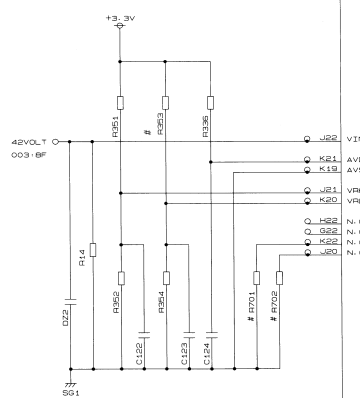 +3.3V
R351
#
R353
R336
42VOLT
003:8F
J22 VI
K21 AV
K19 AV
J21 VR
K20 VR
H22 N.
G22 N.
K22 N.
J20 N.
R14
DZ2
R352
C122
R354
C123
C124
# R701
# R702
SG1